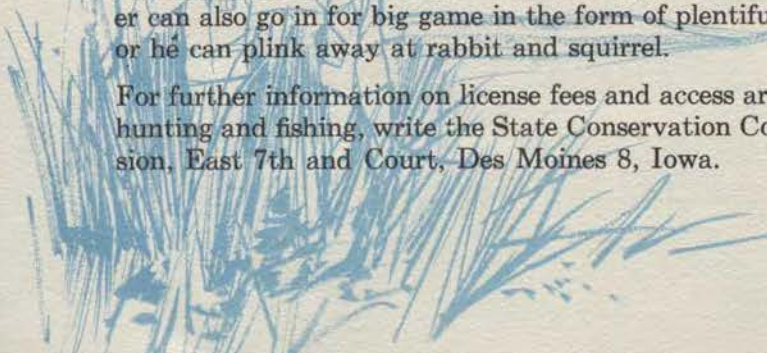 er can also go in for big game in the form of plentifu
or he can plink away at rabbit and squirrel.
For further information on license fees and access ar
hunting and fishing, write the State Conservation Co
sion, East 7th and Court, Des Moines 8, Iowa.